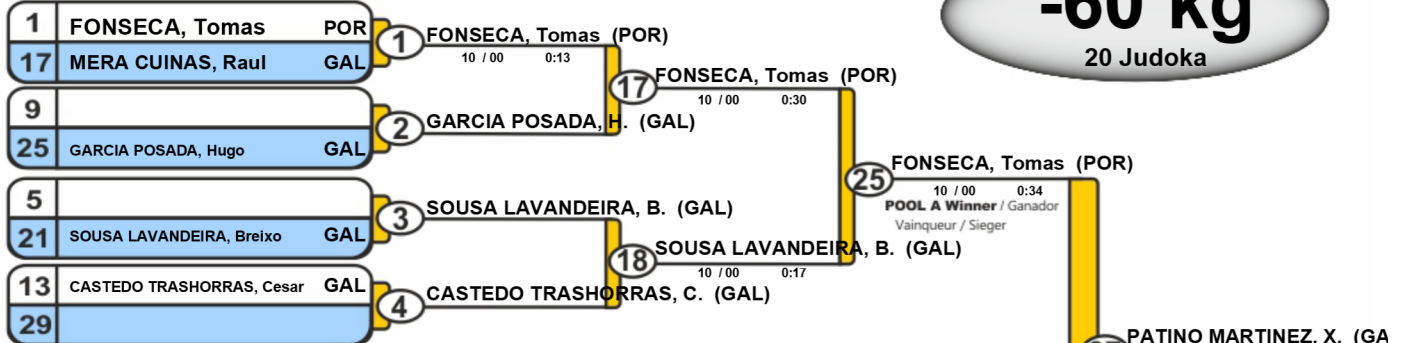 -60 kg
20 Judoka
1 FONSECA, Tomas POR
17 MERA CUINAS, Raul GAL
1
FONSECA, Tomas (POR)
10 / 00 0:13
9
25 GARCIA POSADA, Hugo GAL
2
GARCIA POSADA, H. (GAL)
17
FONSECA, Tomas (POR)
10 / 00 0:30
5
21 SOUSA LAVANDEIRA, Breixo GAL
3
SOUSA LAVANDEIRA, B. (GAL)
13 CASTEDO TRASHORRAS, Cesar GAL
29
4
CASTEDO TRASHORRAS, C. (GAL)
18
SOUSA LAVANDEIRA, B. (GAL)
10 / 00 0:17
25
FONSECA, Tomas (POR)
10 / 00 0:34
POOL A Winner / Ganador
Vainqueur / Sieger
PATINO MARTINEZ, X. (GA